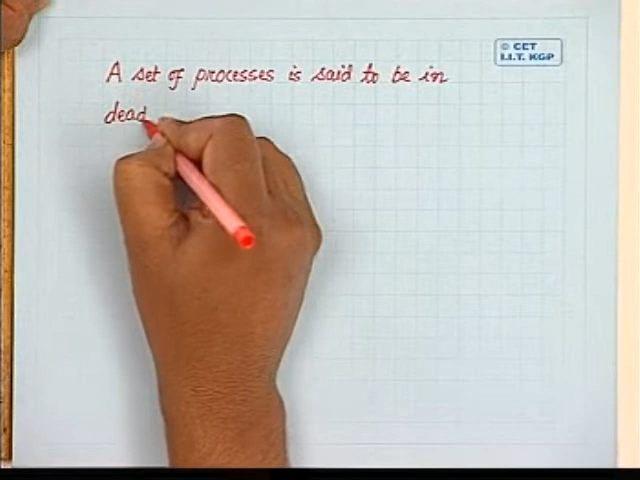 © CET
I.I.T. KGP
A set of processes is said to be in
dead